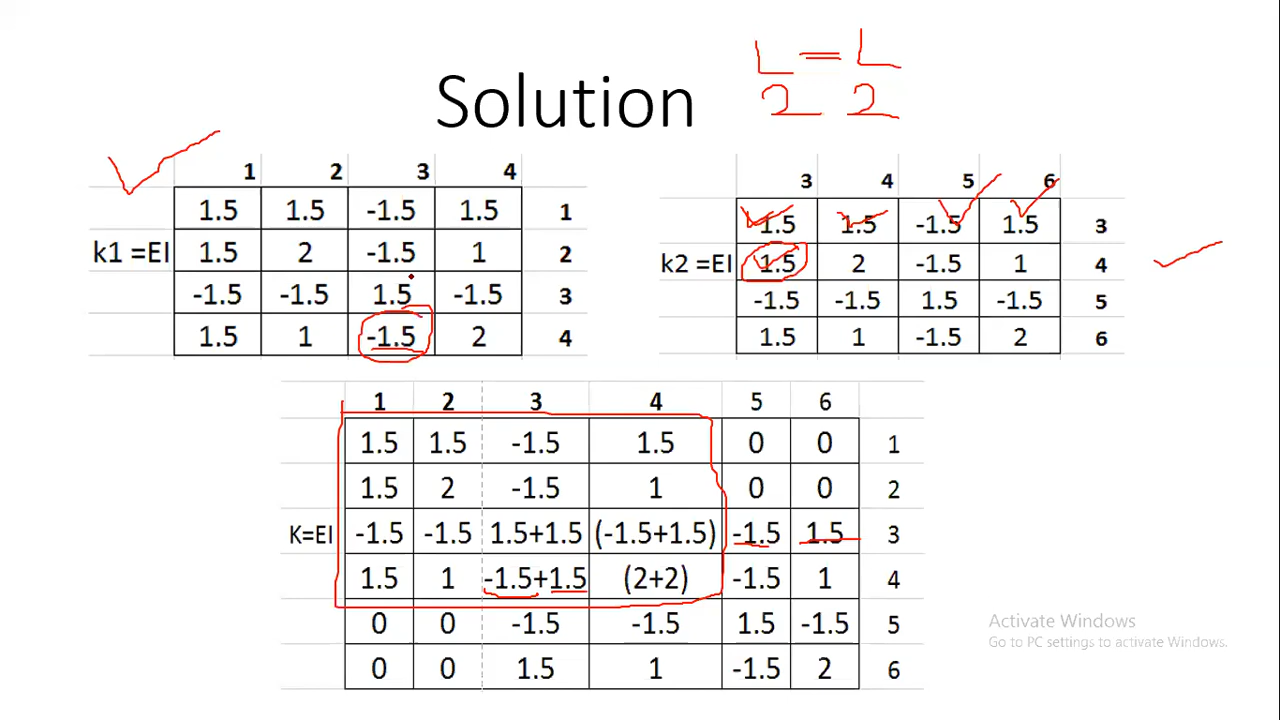 L = L
2 2
Solution
1 2 3 4
1.5 1.5 -1.5 1.5 1
k1 =EI 1.5 2 -1.5 1 2
-1.5 -1.5 1.5 -1.5 3
1.5 1 -1.5 2 4
3 4 5 6
1.5 1.5 -1.5 1.5 3
k2 =EI 1.5 2 -1.5 1 4
-1.5 -1.5 1.5 -1.5 5
1.5 1 -1.5 2 6
1 2 3 4 5 6
1.5 1.5 -1.5 1.5 0 0 1
1.5 2 -1.5 1 0 0 2
K=EI -1.5 -1.5 1.5+1.5 (-1.5+1.5) -1.5 1.5 3
1.5 1 -1.5+1.5 (2+2) -1.5 1 4
0 0 -1.5 -1.5 1.5 -1.5 5
0 0 1.5 1 -1.5 2 6
Activate Windows
Go to PC settings to activate Windows.